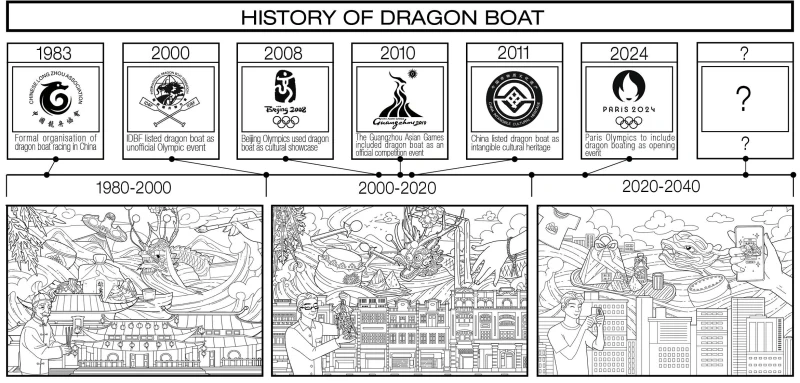 HISTORY OF DRAGON BOAT
1983
CHINESE LONG ZHOU ASSOCIATION
Formal organisation of
dragon boat racing in China
2000
IDBF listed dragon boat as
unofficial Olympic event
2008
Beijing 2008
Beijing Olympics used dragon
boat as cultural showcase
2010
Guangzhou 2010
The Guangzhou Asian Games
included dragon boat as an
official competition event
2011
China listed dragon boat as
intangible cultural heritage
2024
PARIS 2024
Paris Olympics to include
dragon boating as opening
event
?
?
?
1980-2000
2000-2020
2020-2040